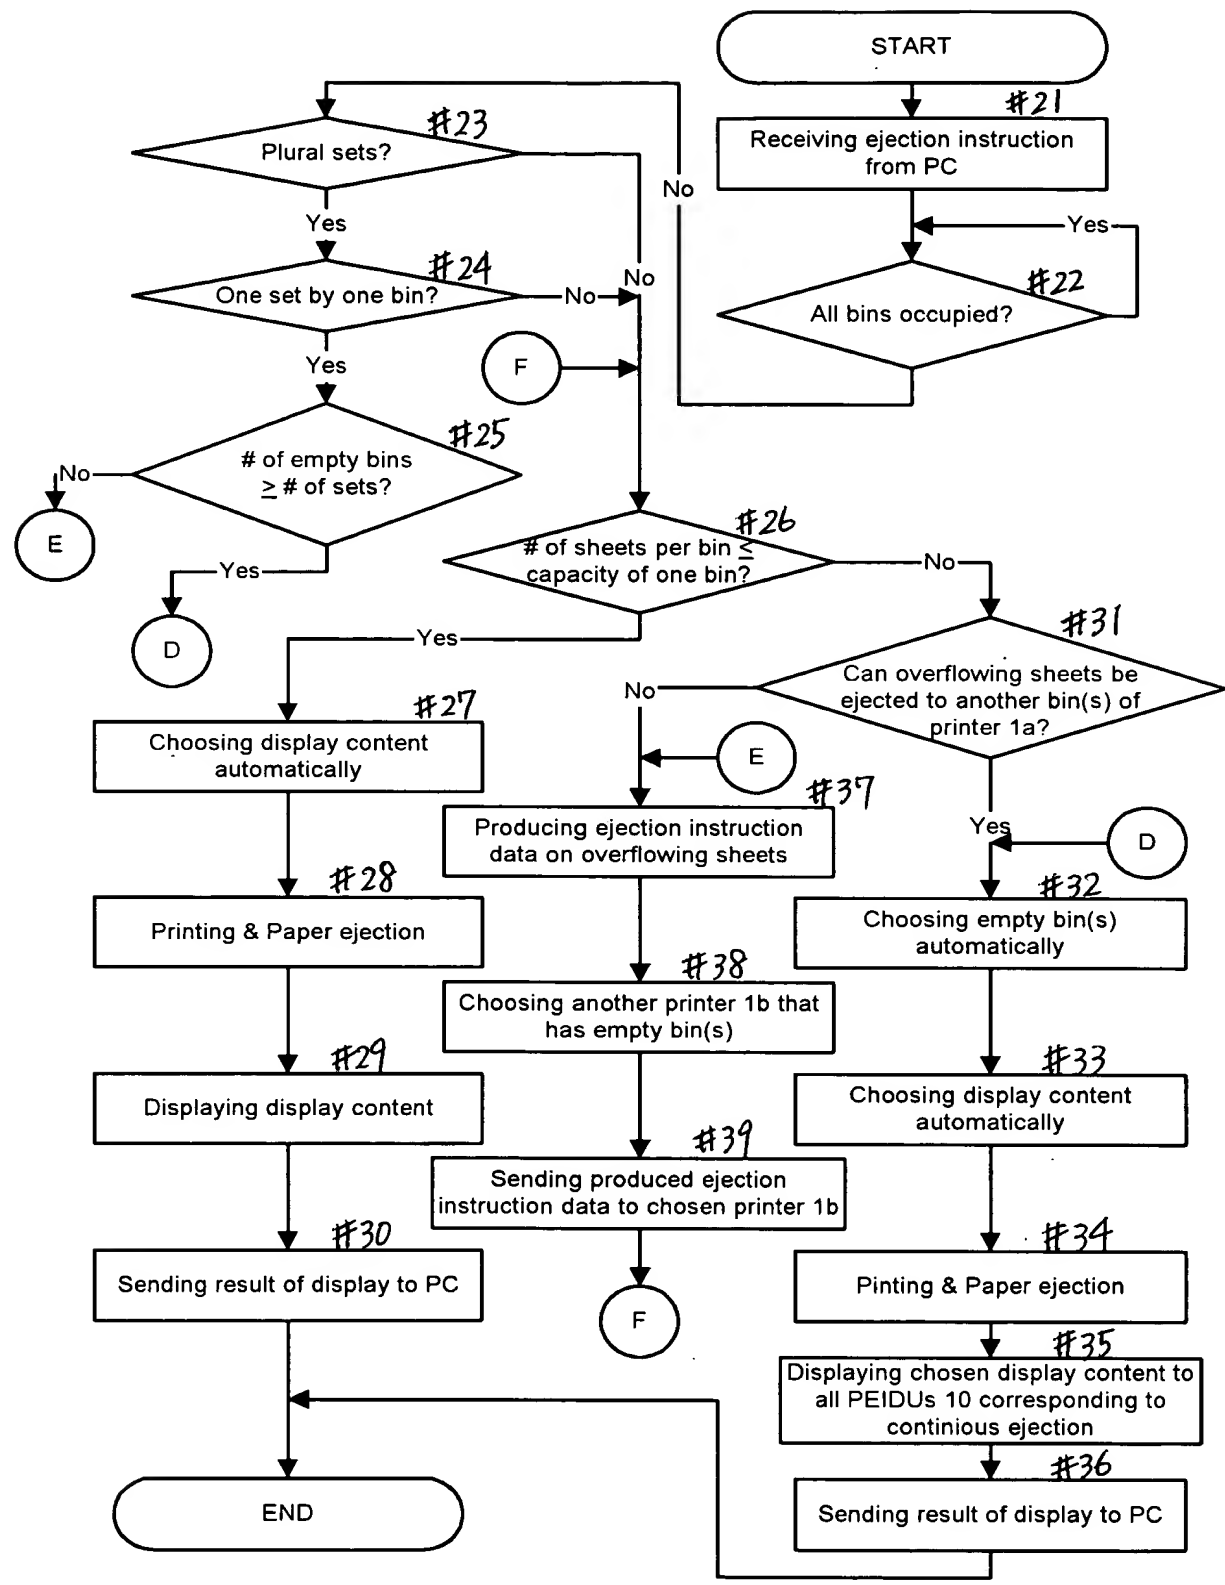 START
#21
Receiving ejection instruction
from PC
Yes
#22
All bins occupied?
No
#23
Plural sets?
Yes
No
#24
One set by one bin?
No
Yes
F
#25
# of empty bins
≥ # of sets?
No
E
Yes
D
#26
# of sheets per bin ≤
capacity of one bin?
No
Yes
#31
Can overflowing sheets be
ejected to another bin(s) of
printer 1a?
No
Yes
#27
Choosing display content
automatically
E
#37
Producing ejection instruction
data on overflowing sheets
D
#32
Choosing empty bin(s)
automatically
#28
Printing & Paper ejection
#38
Choosing another printer 1b that
has empty bin(s)
#33
Choosing display content
automatically
#29
Displaying display content
#39
Sending produced ejection
instruction data to chosen printer 1b
#34
Pinting & Paper ejection
#30
Sending result of display to PC
F
#35
Displaying chosen display content to
all PEIDUs 10 corresponding to
continious ejection
#36
Sending result of display to PC
END